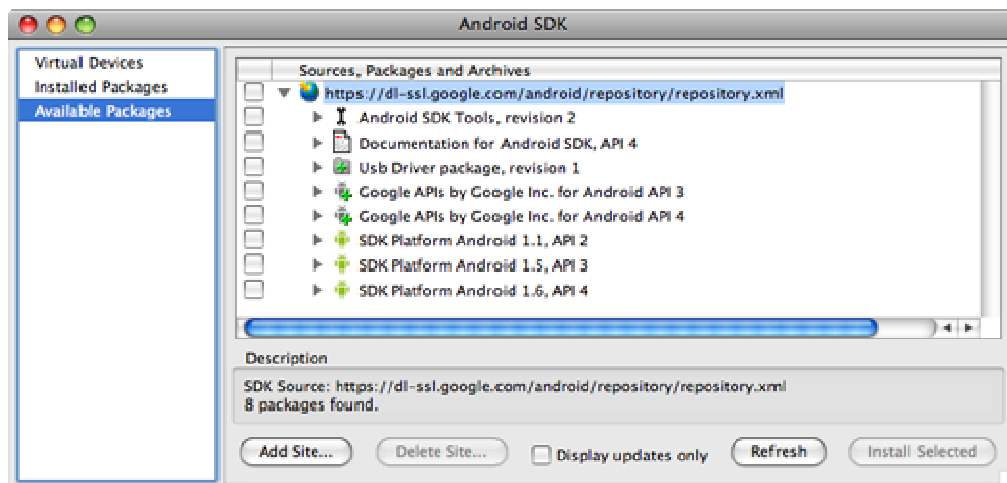 Android SDK
Virtual Devices
Installed Packages
Available Packages
Sources, Packages and Archives
https://dl-ssl.google.com/android/repository/repository.xml
Android SDK Tools, revision 2
Documentation for Android SDK, API 4
Usb Driver package, revision 1
Google APIs by Google Inc. for Android API 3
Google APIs by Google Inc. for Android API 4
SDK Platform Android 1.1, API 2
SDK Platform Android 1.5, API 3
SDK Platform Android 1.6, API 4
Description
SDK Source: https://dl-ssl.google.com/android/repository/repository.xml
8 packages found.
Add Site... Delete Site... Display updates only Refresh Install Selected